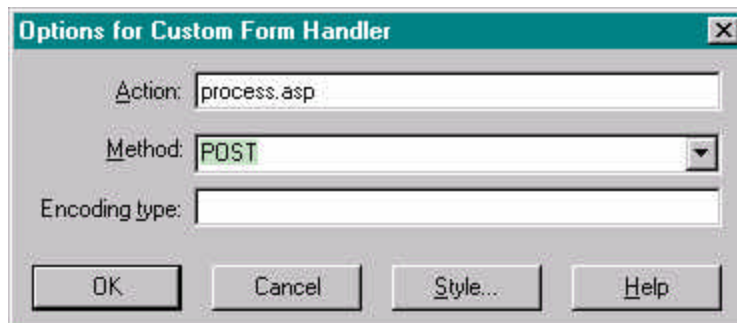 Options for Custom Form Handler
Action: process.asp
Method: POST
Encoding type:
OK Cancel Style... Help